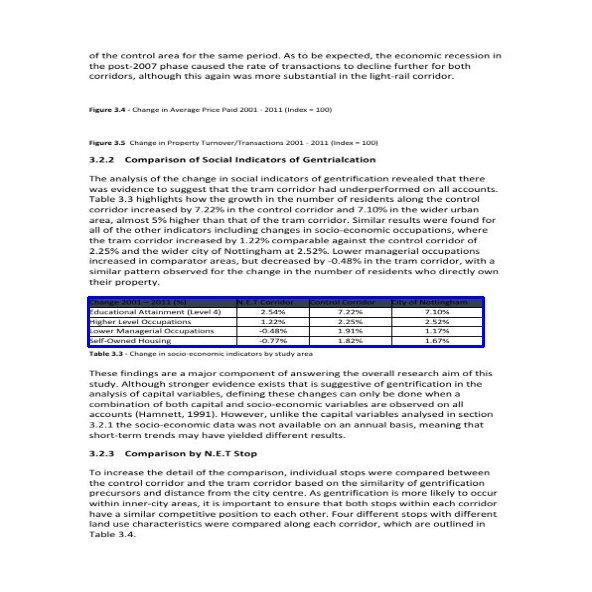 of the control area for the same period. As to be expected, the economic recession in
the post-2007 phase caused the rate of transactions to decline further for both
corridors, although this again was more substantial in the light-rail corridor.
Figure 3.4 - Change in Average Price Paid 2001 - 2011 (Index = 100)
Figure 3.5 Change in Property Turnover/Transactions 2001 - 2011 (Index = 100)
3.2.2 Comparison of Social Indicators of Gentrialcation
The analysis of the change in social indicators of gentrification revealed that there
was evidence to suggest that the tram corridor had underperformed on all accounts.
Table 3.3 highlights how the growth in the number of residents along the control
corridor increased by 7.22% in the control corridor and 7.10% in the wider urban
area, almost 5% higher than that of the tram corridor. Similar results were found for
all of the other indicators including changes in socio-economic occupations, where
the tram corridor increased by 1.22% comparable against the control corridor of
2.25% and the wider city of Nottingham at 2.52%. Lower managerial occupations
increased in comparator areas, but decreased by -0.48% in the tram corridor, with a
similar pattern observed for the change in the number of residents who directly own
their property.
Change 2001 – 2011 (%) N.E.T Corridor Control Corridor City of Nottingham
Educational Attainment (Level 4) 2.54% 7.22% 7.10%
Higher Level Occupations 1.22% 2.25% 2.52%
Lower Managerial Occupations -0.48% 1.91% 1.17%
Self-Owned Housing -0.77% 1.82% 1.67%
Table 3.3 - Change in socio-economic indicators by study area
These findings are a major component of answering the overall research aim of this
study. Although stronger evidence exists that is suggestive of gentrification in the
analysis of capital variables, defining these changes can only be done when a
combination of both capital and socio-economic variables are observed on all
accounts (Hamnett, 1991). However, unlike the capital variables analysed in section
3.2.1 the socio-economic data was not available on an annual basis, meaning that
short-term trends may have yielded different results.
3.2.3 Comparison by N.E.T Stop
To increase the detail of the comparison, individual stops were compared between
the control corridor and the tram corridor based on the similarity of gentrification
precursors and distance from the city centre. As gentrification is more likely to occur
within inner-city areas, it is important to ensure that both stops within each corridor
have a similar competitive position to each other. Four different stops with different
land use characteristics were compared along each corridor, which are outlined in
Table 3.4.